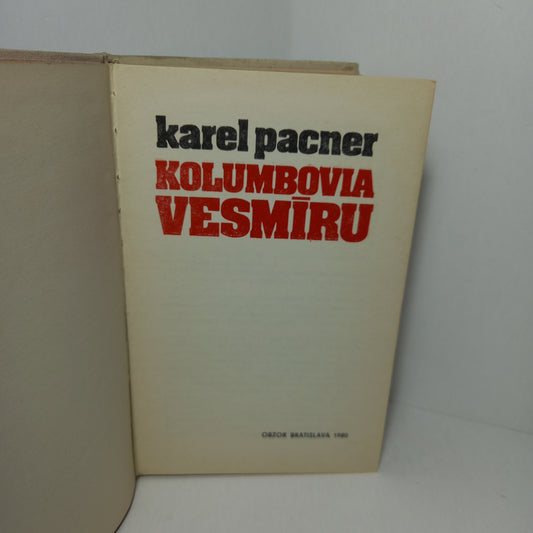 karel pacner
KOLUMBOVIA
VESMÍRU
OBZOR BRATISLAVA 1980